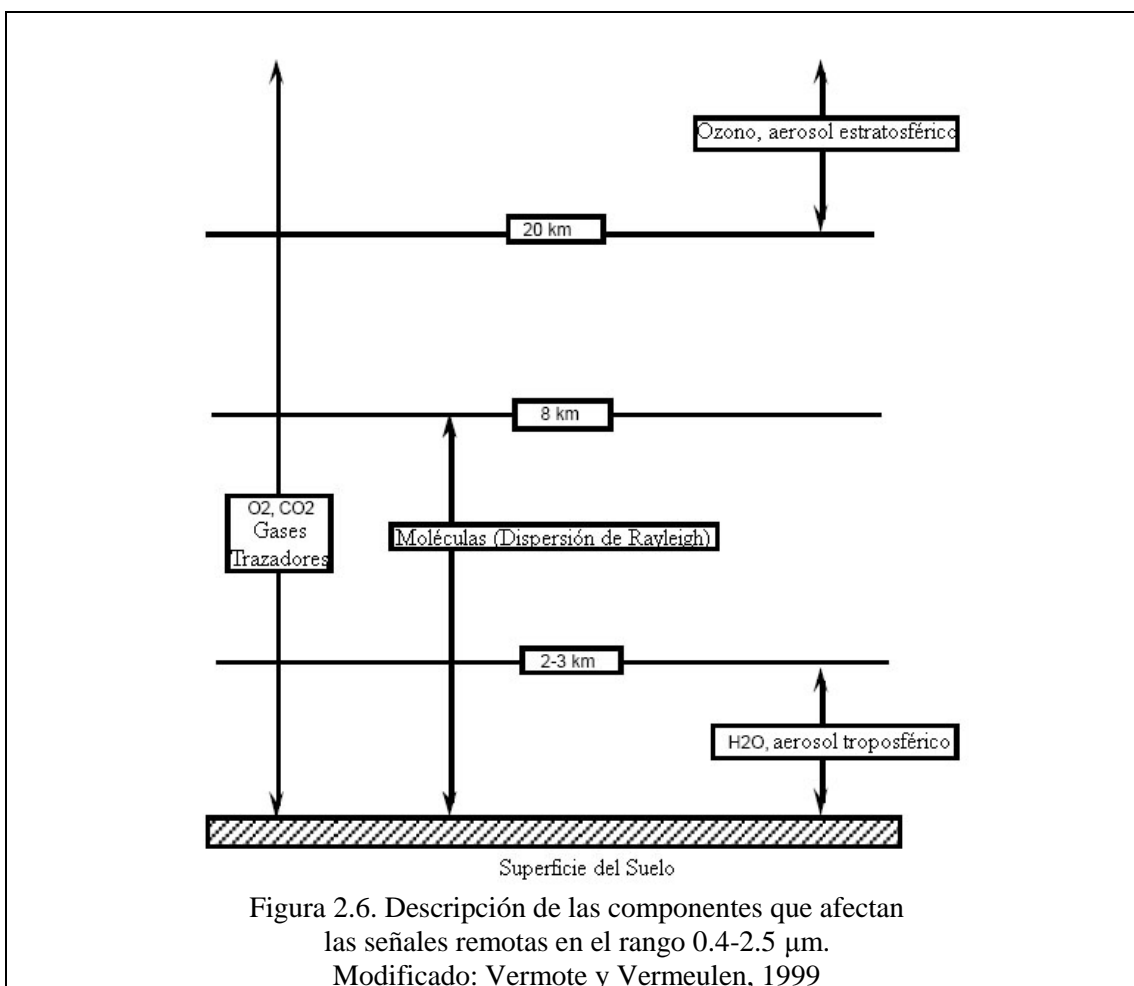 Ozono, aerosol estratosférico
20 km
8 km
O2, CO2
Gases
Trazadores
Moléculas (Dispersión de Rayleigh)
2-3 km
H2O, aerosol troposférico
Superficie del Suelo
Figura 2.6. Descripción de las componentes que afectan
las señales remotas en el rango 0.4-2.5 µm.
Modificado: Vermote y Vermeulen, 1999